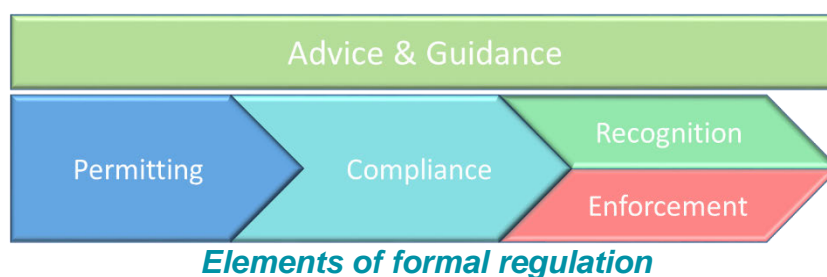 Advice & Guidance
Permitting
Compliance
Recognition
Enforcement
Elements of formal regulation